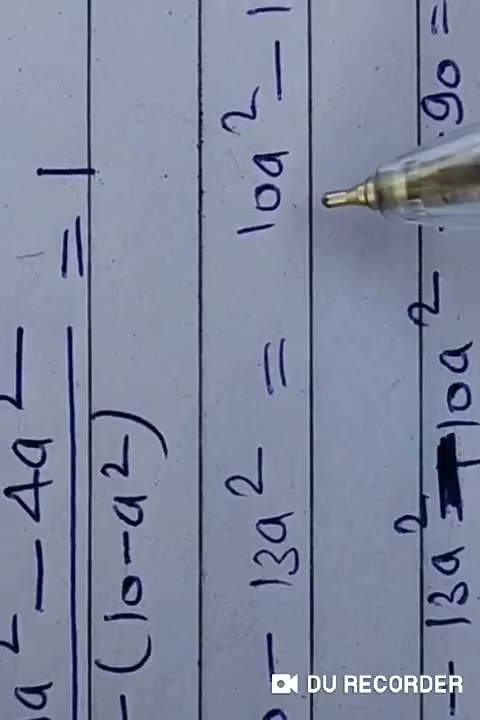 a² - 4a² = 1
- (10 - a²)
- 13a² = 10a² - 1
- 13a² - 10a² . 90 =
DU RECORDER